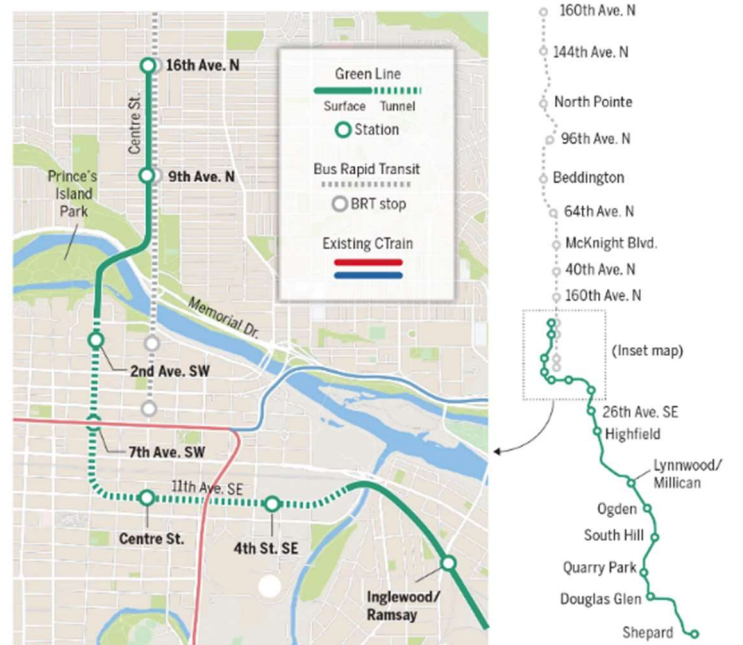 16th Ave. N
Centre St.
9th Ave. N
Prince's
Island
Park
Memorial Dr.
2nd Ave. SW
7th Ave. SW
11th Ave. SE
Centre St.
4th St. SE
Inglewood/
Ramsay
Green Line
Surface Tunnel
Station
Bus Rapid Transit
BRT stop
Existing CTrain
160th Ave. N
144th Ave. N
North Pointe
96th Ave. N
Beddington
64th Ave. N
McKnight Blvd.
40th Ave. N
160th Ave. N
(Inset map)
26th Ave. SE
Highfield
Lynnwood/
Millican
Ogden
South Hill
Quarry Park
Douglas Glen
Shepard